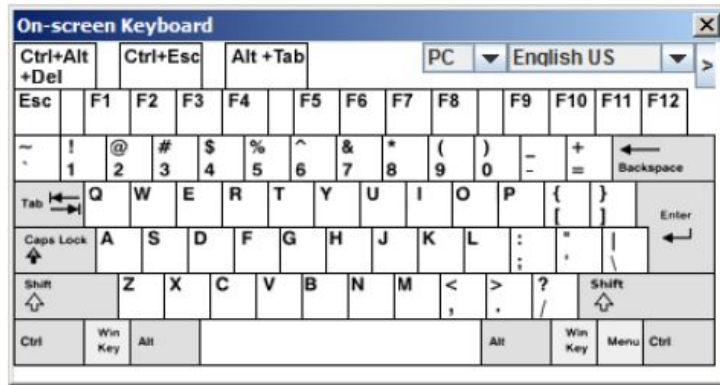 On-screen Keyboard
Ctrl+Alt +Del Ctrl+Esc Alt +Tab PC English US >
Esc F1 F2 F3 F4 F5 F6 F7 F8 F9 F10 F11 F12
~ ` ! 1 @ 2 # 3 $ 4 % 5 ^ 6 & 7 * 8 ( 9 ) 0 _ - + = Backspace
Tab Q W E R T Y U I O P { [ } ] Enter
Caps Lock A S D F G H J K L : ; " ' | \
Shift Z X C V B N M < , > . ? / Shift
Ctrl Win Key Alt Alt Win Key Menu Ctrl